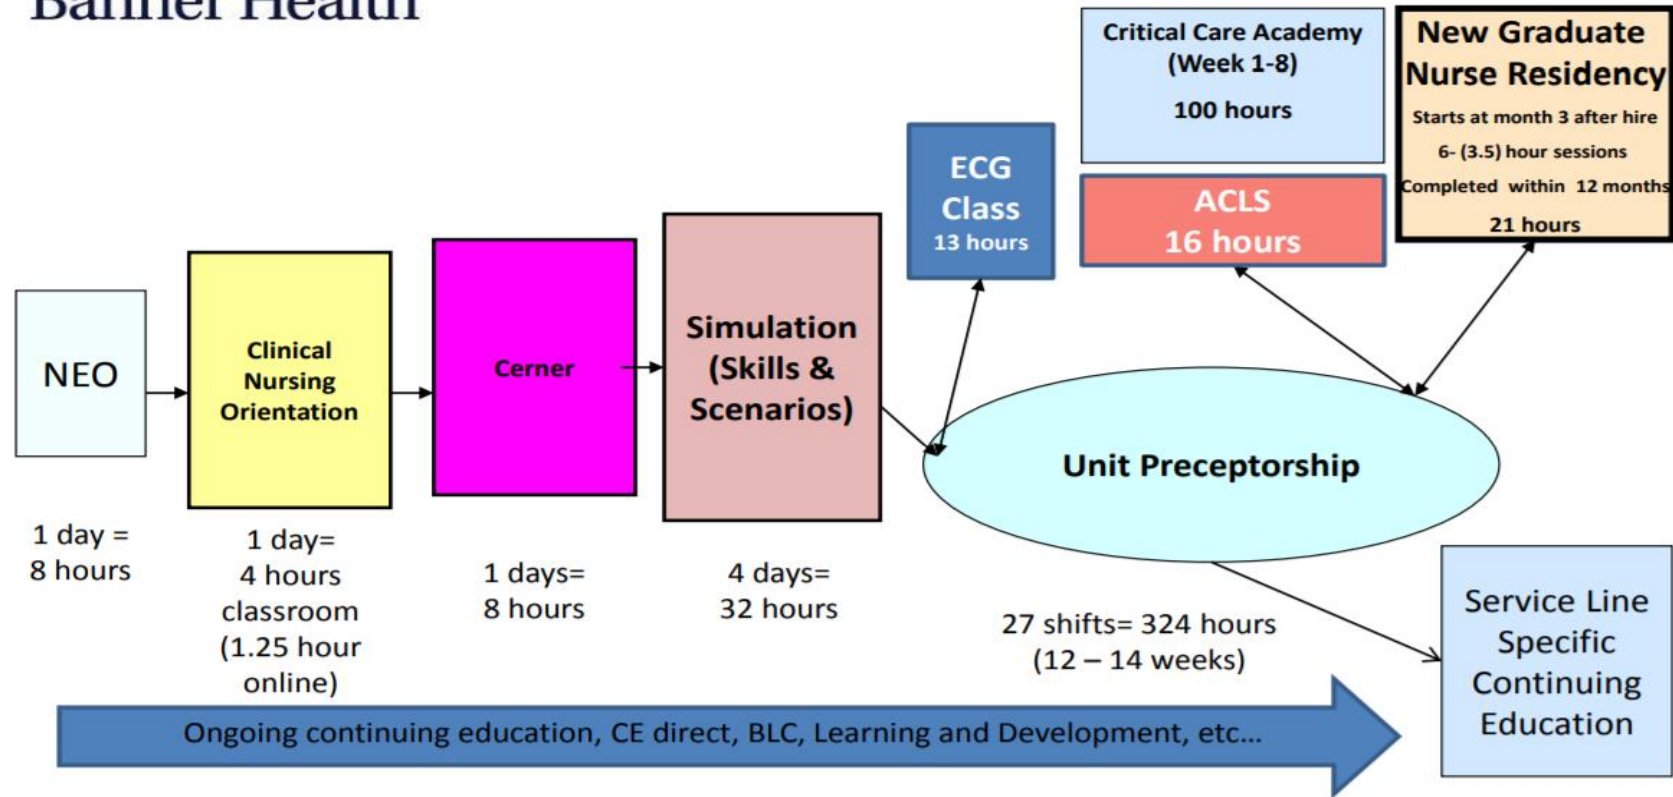 Banner Health
NEO
1 day =
8 hours
Clinical
Nursing
Orientation
1 day=
4 hours
classroom
(1.25 hour
online)
Cerner
1 days=
8 hours
Simulation
(Skills &
Scenarios)
4 days=
32 hours
ECG
Class
13 hours
Critical Care Academy
(Week 1-8)
100 hours
ACLS
16 hours
New Graduate
Nurse Residency
Starts at month 3 after hire
6- (3.5) hour sessions
Completed within 12 months
21 hours
Unit Preceptorship
27 shifts= 324 hours
(12 – 14 weeks)
Service Line
Specific
Continuing
Education
Ongoing continuing education, CE direct, BLC, Learning and Development, etc…